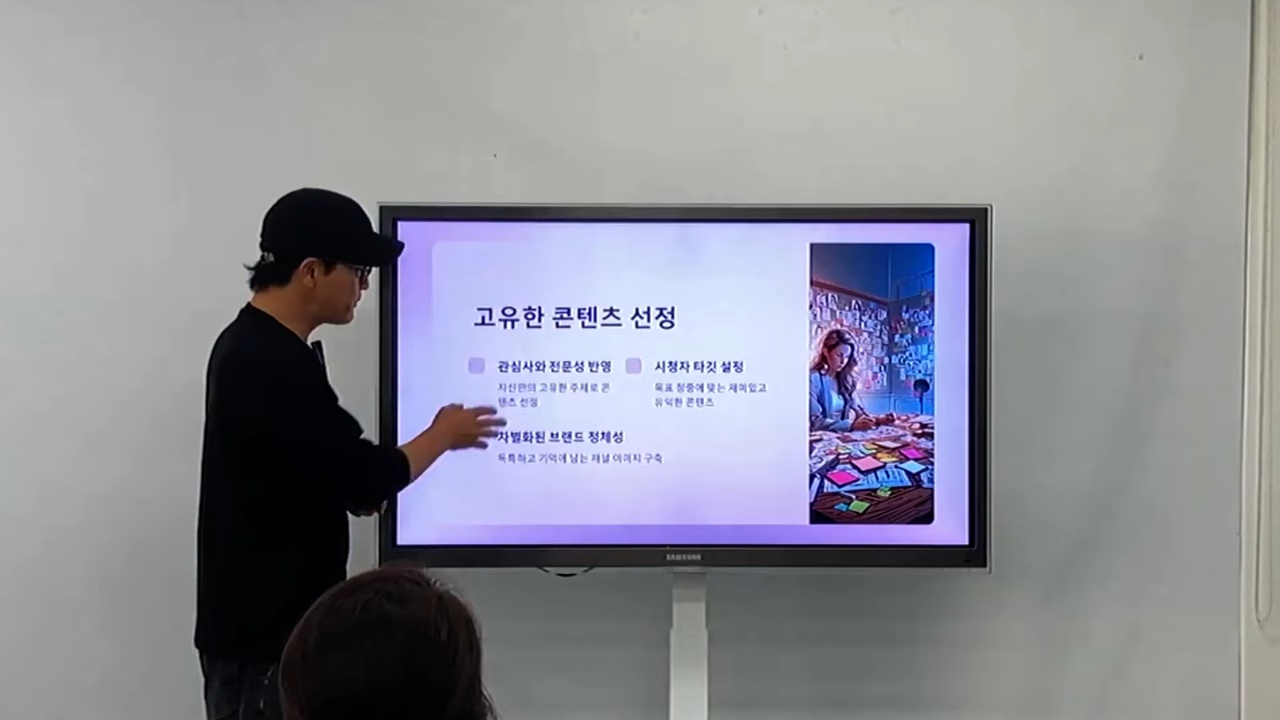 고유한 콘텐츠 선정
관심사와 전문성 반영
자신만의 고유한 주제로 콘
텐츠 선정
시청자 타깃 설정
목표 청중에 맞는 재미있고
유익한 콘텐츠
차별화된 브랜드 정체성
독특하고 기억에 남는 채널 이미지 구축
SAMSUNG